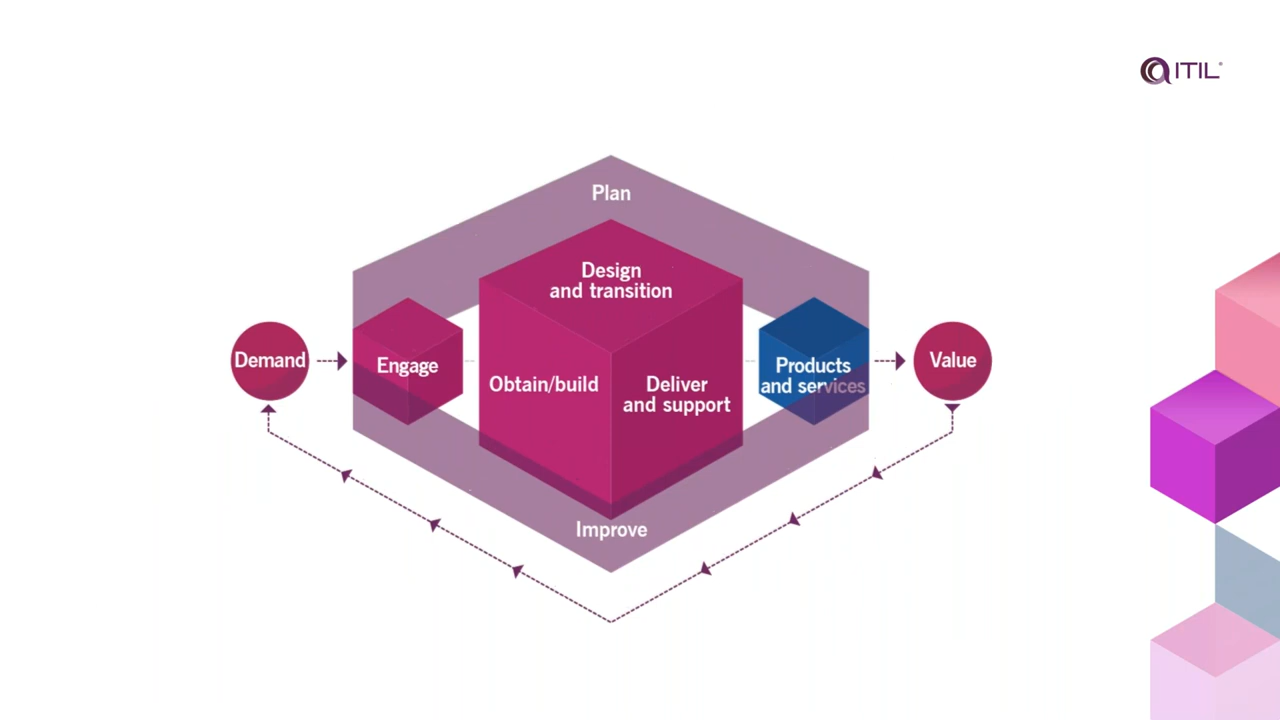 ITIL
Plan
Design
and transition
Demand
Engage
Obtain/build
Deliver
and support
Products
and services
Value
Improve